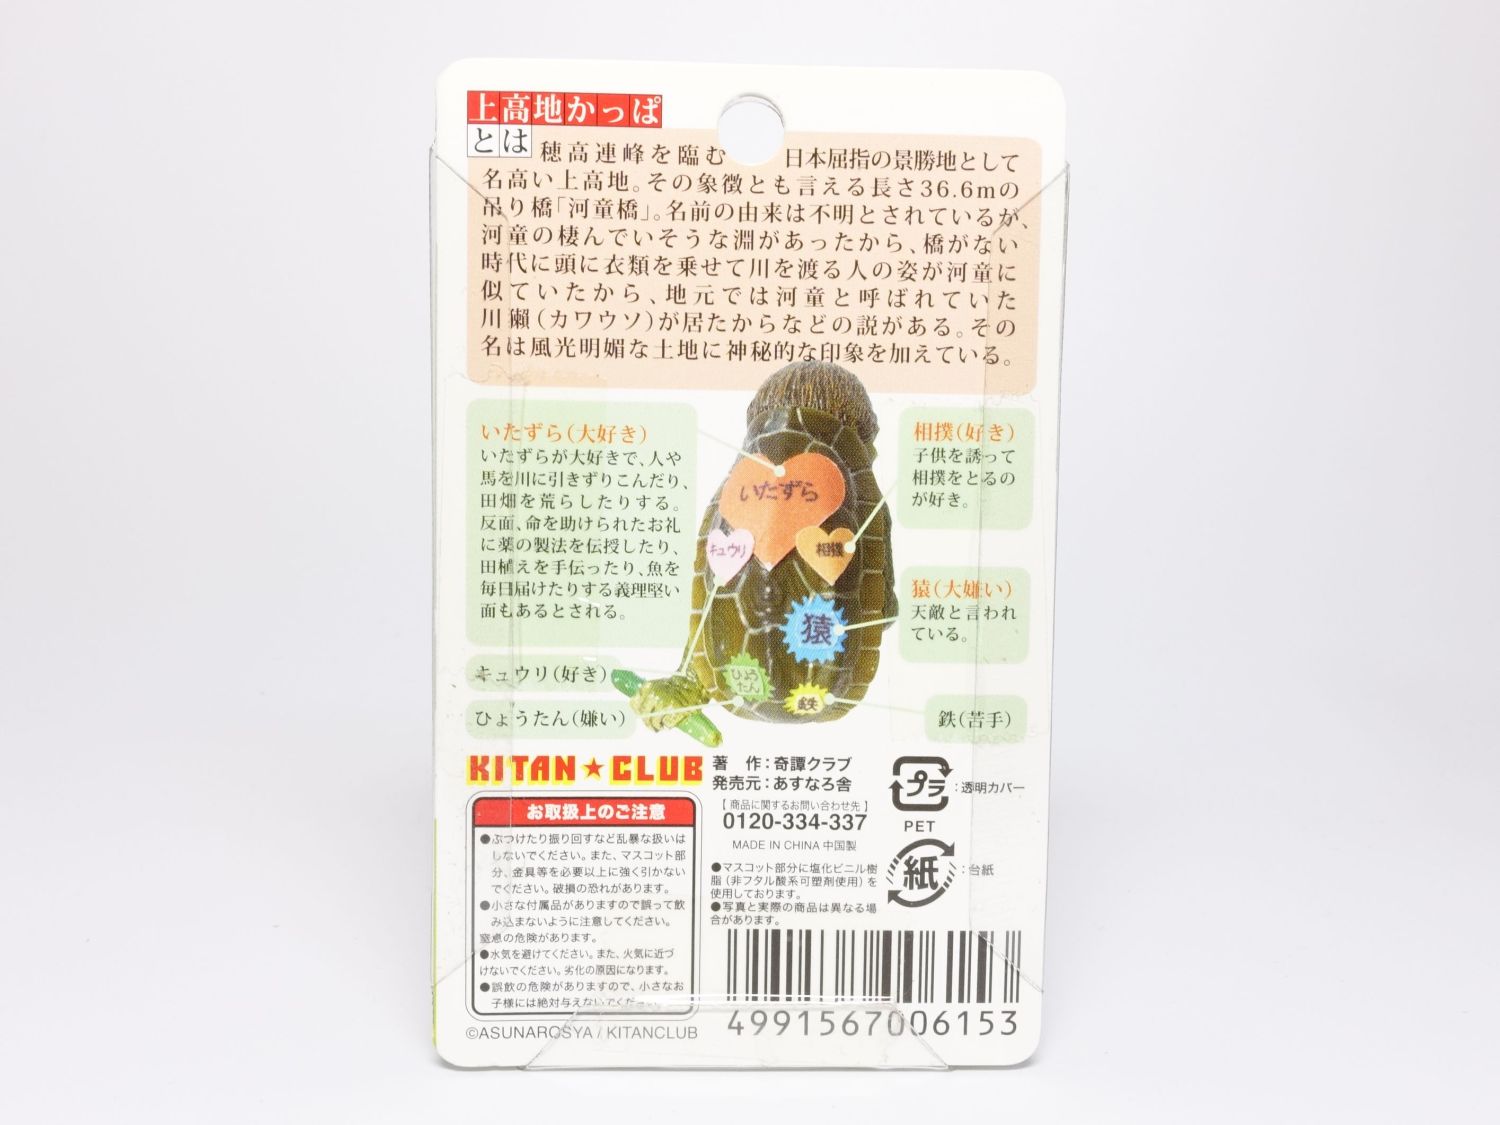 上高地かっぱ
とは
穂高連峰を臨む 日本屈指の景勝地として
名高い上高地。その象徴とも言える長さ36.6mの
吊り橋「河童橋」。名前の由来は不明とされているが、
河童の棲んでいそうな淵があったから、橋がない
時代に頭に衣類を乗せて川を渡る人の姿が河童に
似ていたから、地元では河童と呼ばれていた
川獺(カワウソ)が居たからなどの説がある。その
名は風光明媚な土地に神秘的な印象を加えている。
いたずら(大好き)
いたずらが大好きで、人や
馬を川に引きずりこんだり、
田畑を荒らしたりする。
反面、命を助けられたお礼
に薬の製法を伝授したり、
田植えを手伝ったり、魚を
毎日届けたりする義理堅い
面もあるとされる。
キュウリ(好き)
ひょうたん(嫌い)
いたずら
キュウリ
相撲
猿
ひょう
たん
鉄
相撲(好き)
子供を誘って
相撲をとるの
が好き。
猿(大嫌い)
天敵と言われ
ている。
鉄(苦手)
KITAN★CLUB
お取扱上のご注意
●ぶつけたり振り回すなど乱暴な扱いは
しないでください。また、マスコット部
分、金具等を必要以上に強く引かない
でください。破損の恐れがあります。
●小さな付属品がありますので誤って飲
み込まないように注意してください。
窒息の危険があります。
●水気を避けてください。また、火気に近づ
けないでください。劣化の原因になります。
●誤飲の危険がありますので、小さなお
子様には絶対与えないでください。
©ASUNAROSYA / KITANCLUB
著 作:奇譚クラブ
発売元:あすなろ舎
【 商品に関するお問い合わせ先 】
0120-334-337
MADE IN CHINA 中国製
●マスコット部分に塩化ビニル樹
脂(非フタル酸系可塑剤使用)を
使用しております。
●写真と実際の商品は異なる場
合があります。
プラ
:透明カバー
PET
紙
:台紙
4991567006153